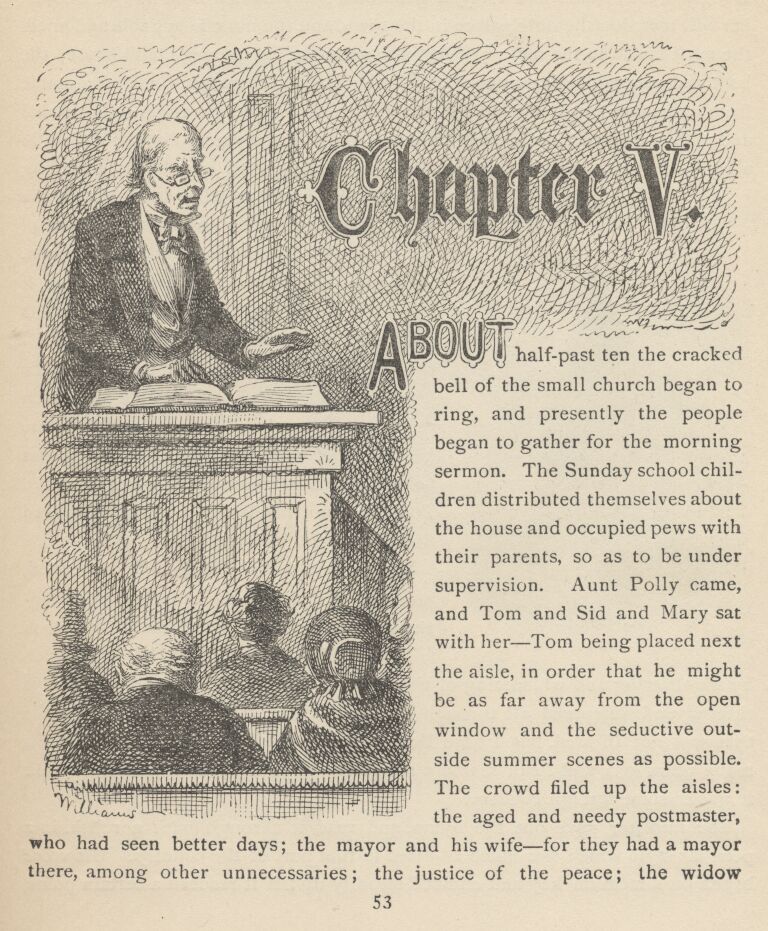 Chapter V.
ABOUT half-past ten the cracked
bell of the small church began to
ring, and presently the people
began to gather for the morning
sermon. The Sunday school chil-
dren distributed themselves about
the house and occupied pews with
their parents, so as to be under
supervision. Aunt Polly came,
and Tom and Sid and Mary sat
with her—Tom being placed next
the aisle, in order that he might
be as far away from the open
window and the seductive out-
side summer scenes as possible.
The crowd filed up the aisles:
the aged and needy postmaster,
who had seen better days; the mayor and his wife—for they had a mayor
there, among other unnecessaries; the justice of the peace; the widow
Williams
53